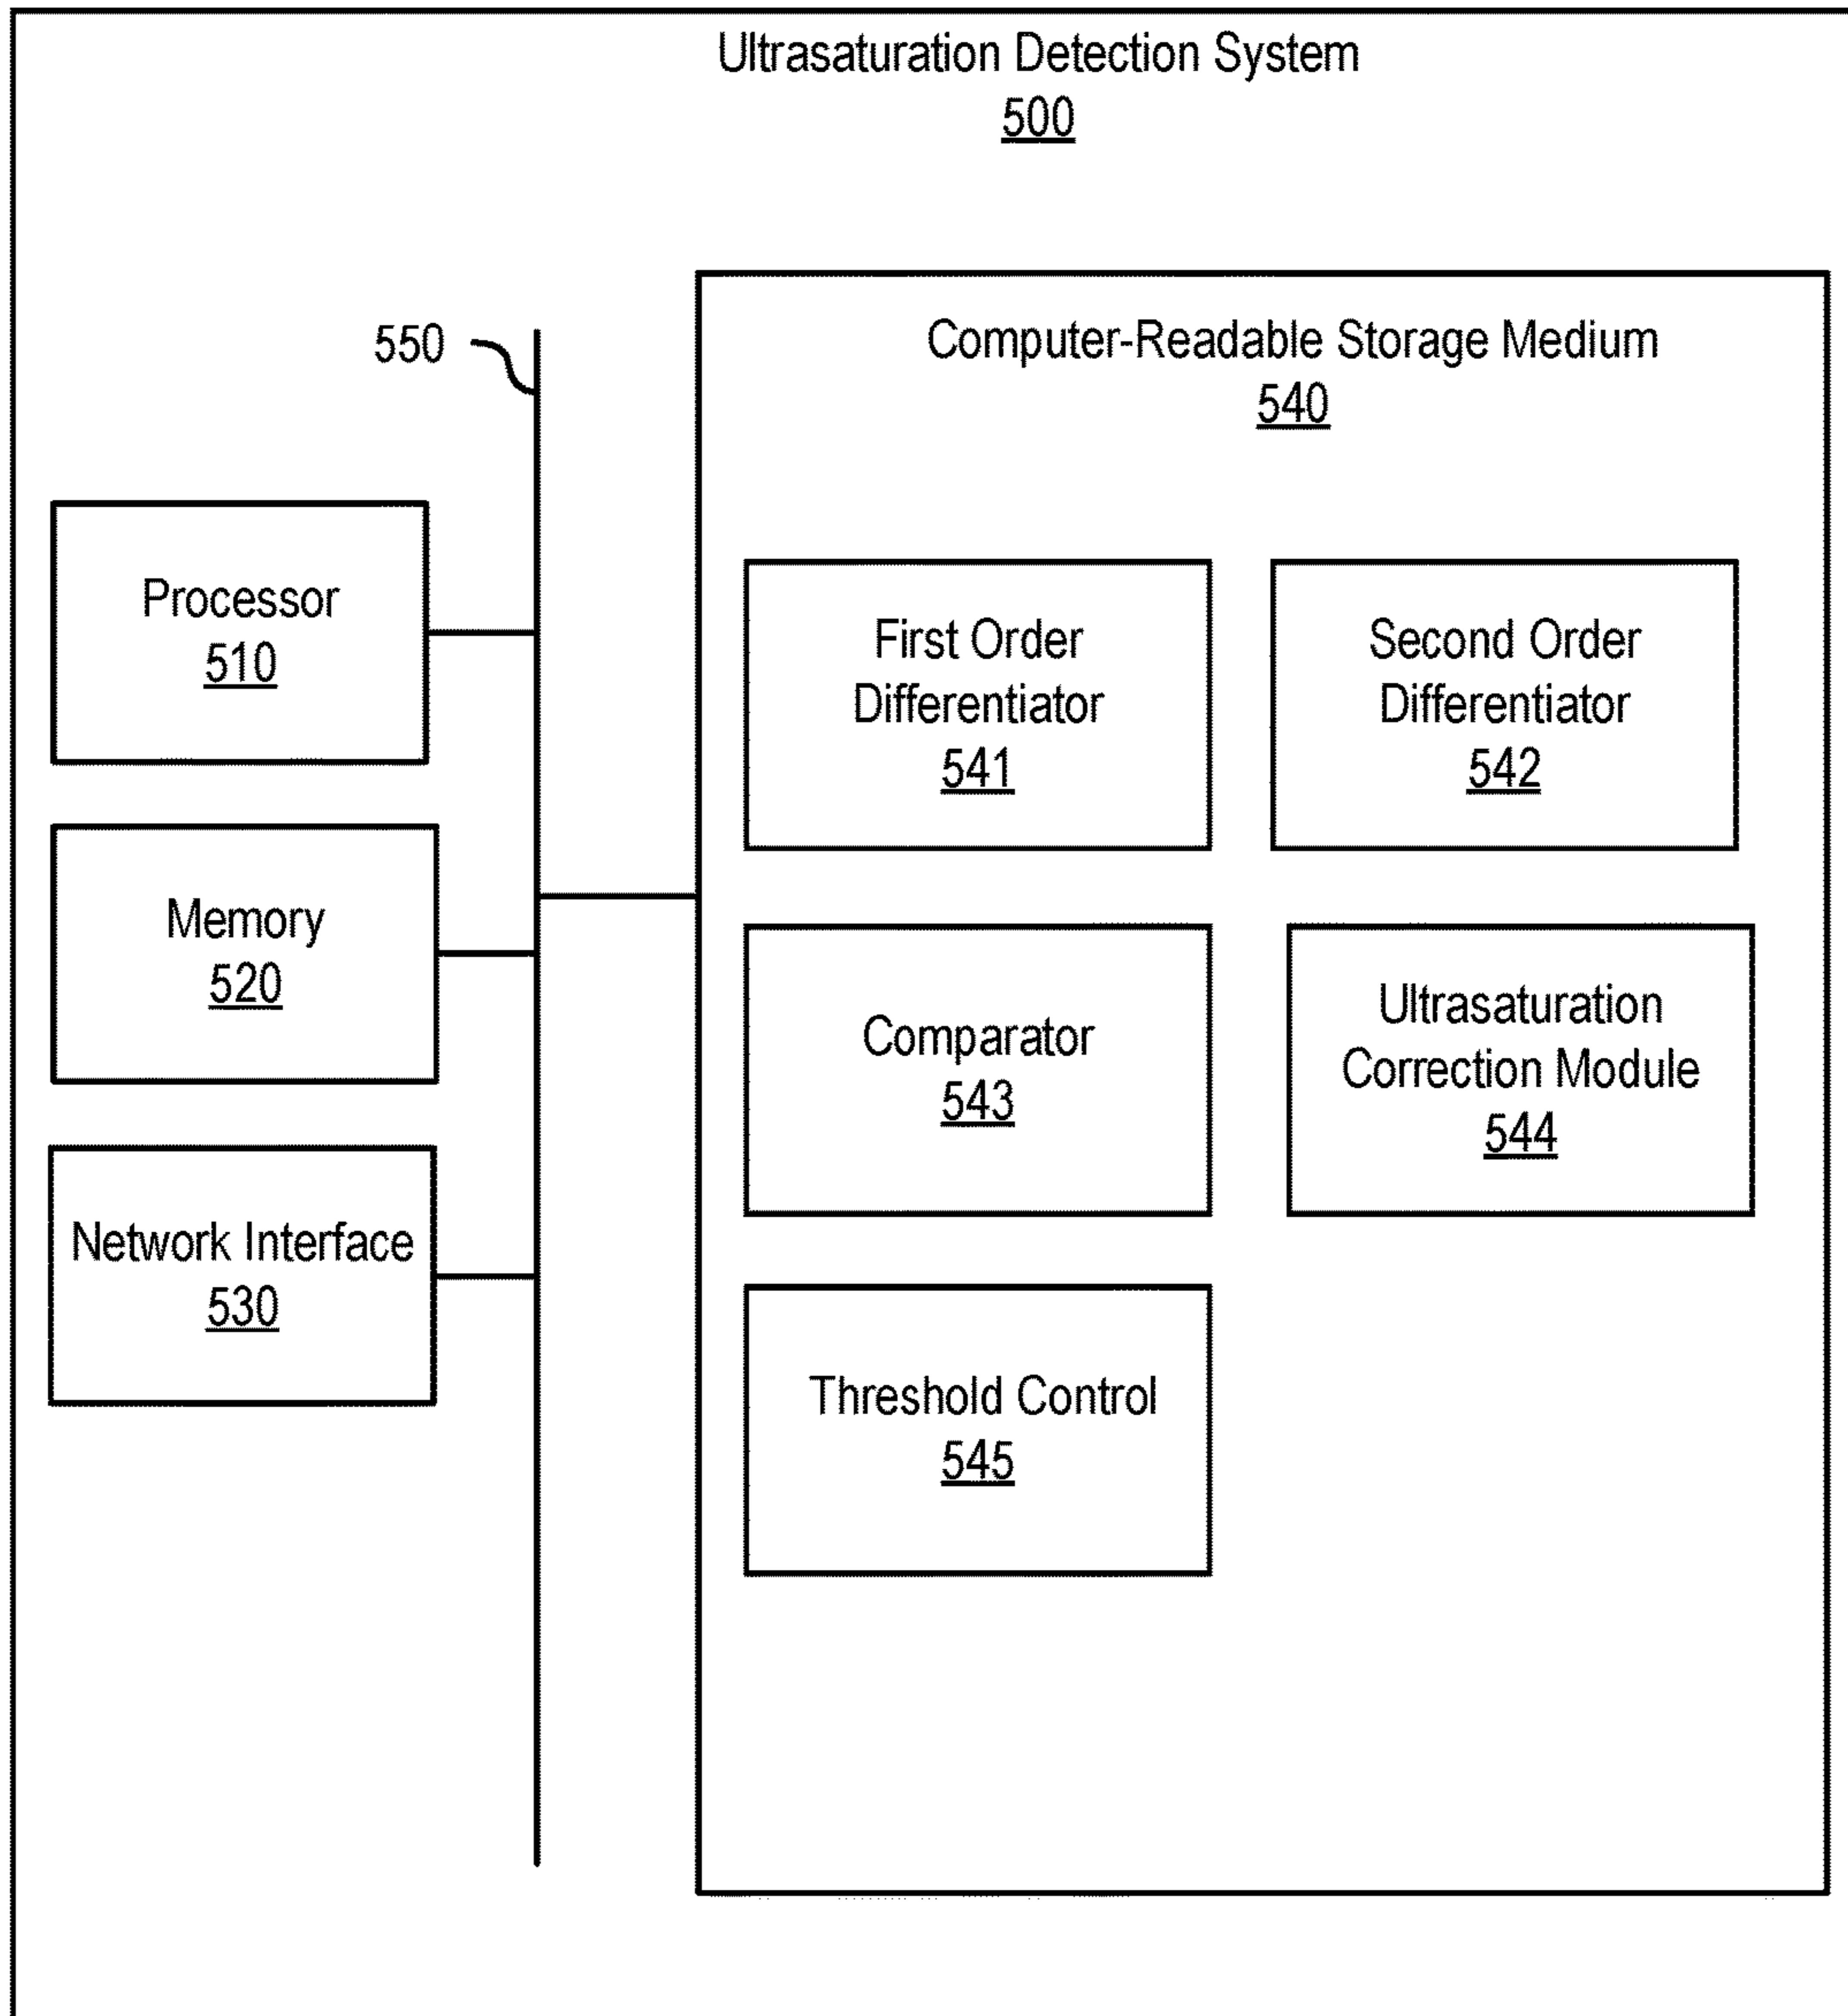 Ultrasaturation Detection System
500
550
Computer-Readable Storage Medium
540
Processor
510
Memory
520
Network Interface
530
First Order
Differentiator
541
Second Order
Differentiator
542
Comparator
543
Ultrasaturation
Correction Module
544
Threshold Control
545